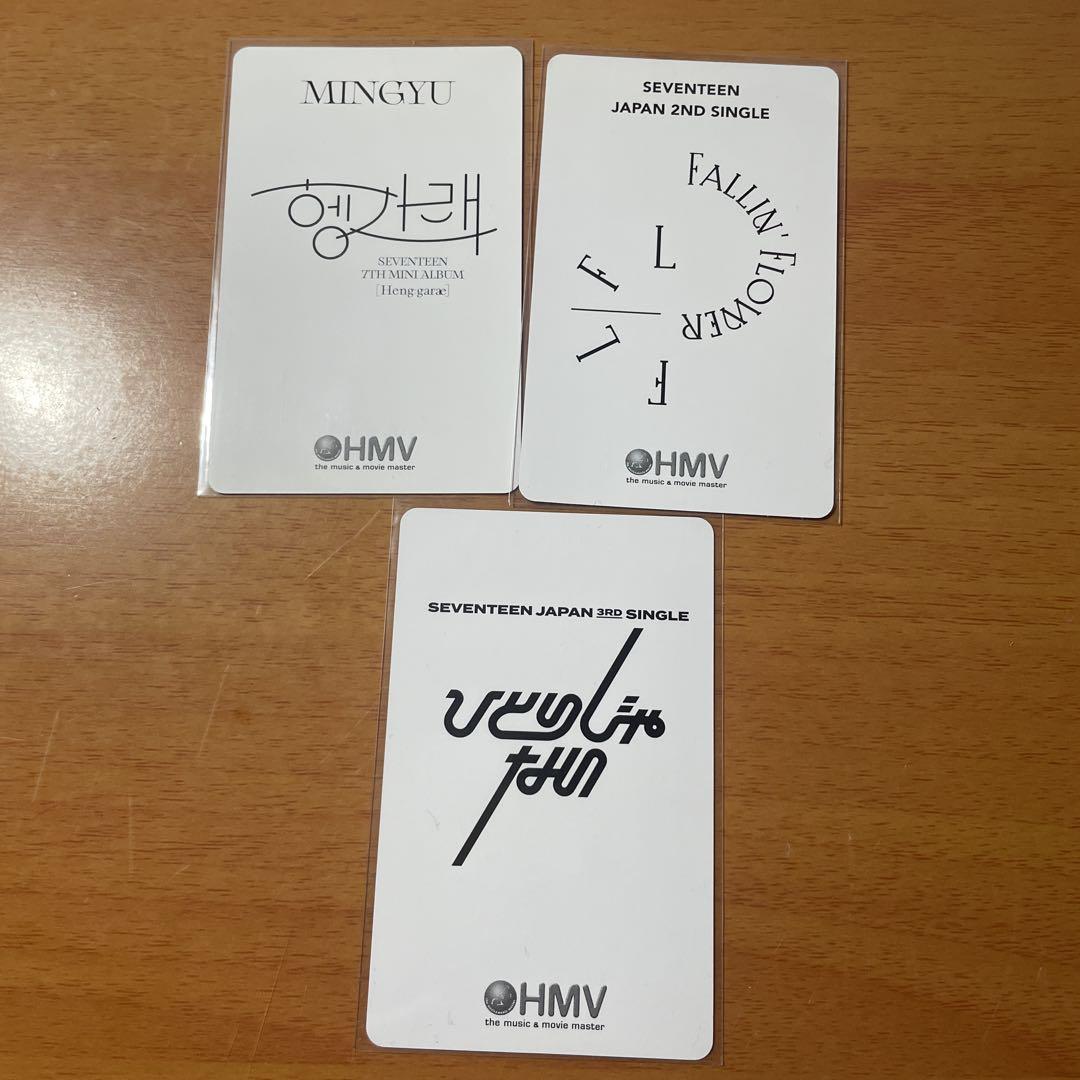 MINGYU
헹가래
SEVENTEEN
7TH MINI ALBUM
[Heng:garæ]
HMV
the music & movie master
SEVENTEEN
JAPAN 2ND SINGLE
FALLIN' FLOWER
L
F
L
F
HMV
the music & movie master
SEVENTEEN JAPAN 3RD SINGLE
ひとりじゃ
ない
HMV
the music & movie master